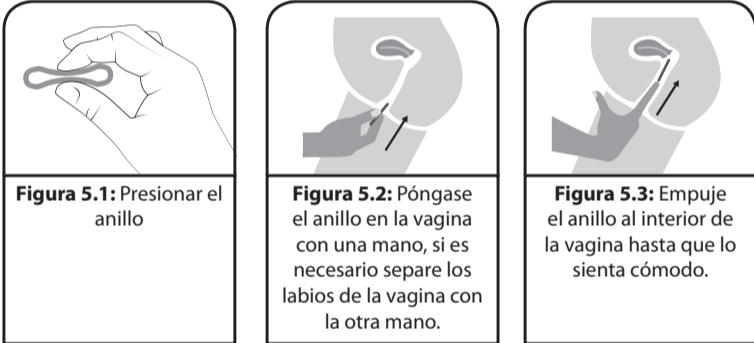 Figura 5.1: Presionar el
anillo
Figura 5.2: Póngase
el anillo en la vagina
con una mano, si es
necesario separe los
labios de la vagina con
la otra mano.
Figura 5.3: Empuje
el anillo al interior de
la vagina hasta que lo
sienta cómodo.